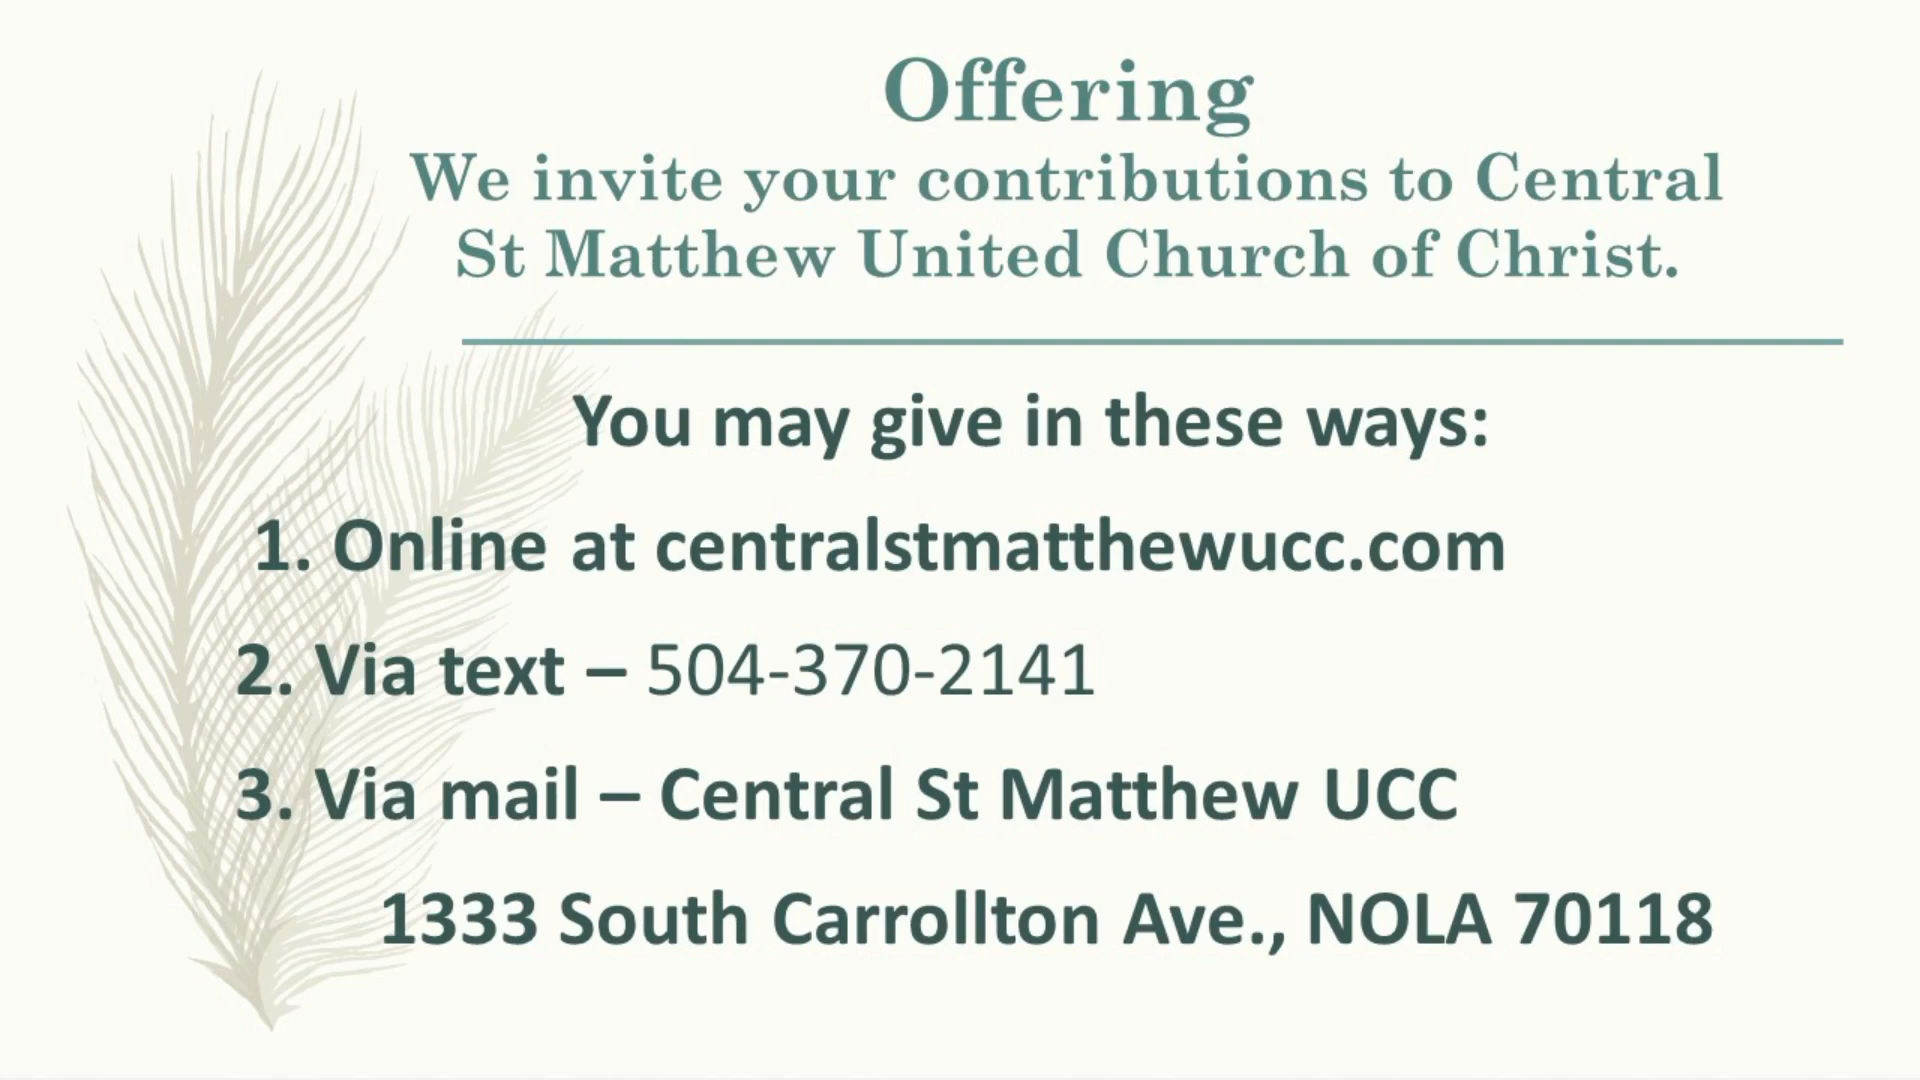 Offering
We invite your contributions to Central
St Matthew United Church of Christ.
You may give in these ways:
1. Online at centralstmatthewucc.com
2. Via text – 504-370-2141
3. Via mail – Central St Matthew UCC
1333 South Carrollton Ave., NOLA 70118